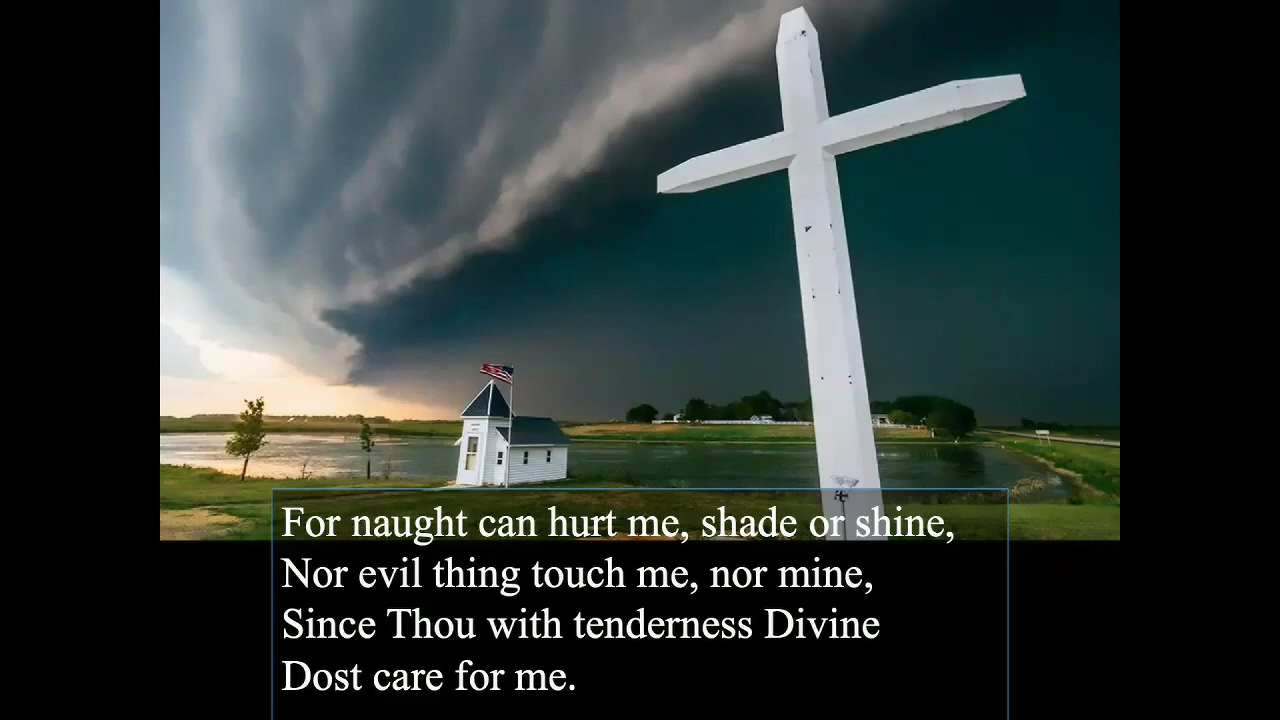 For naught can hurt me, shade or shine,
Nor evil thing touch me, nor mine,
Since Thou with tenderness Divine
Dost care for me.